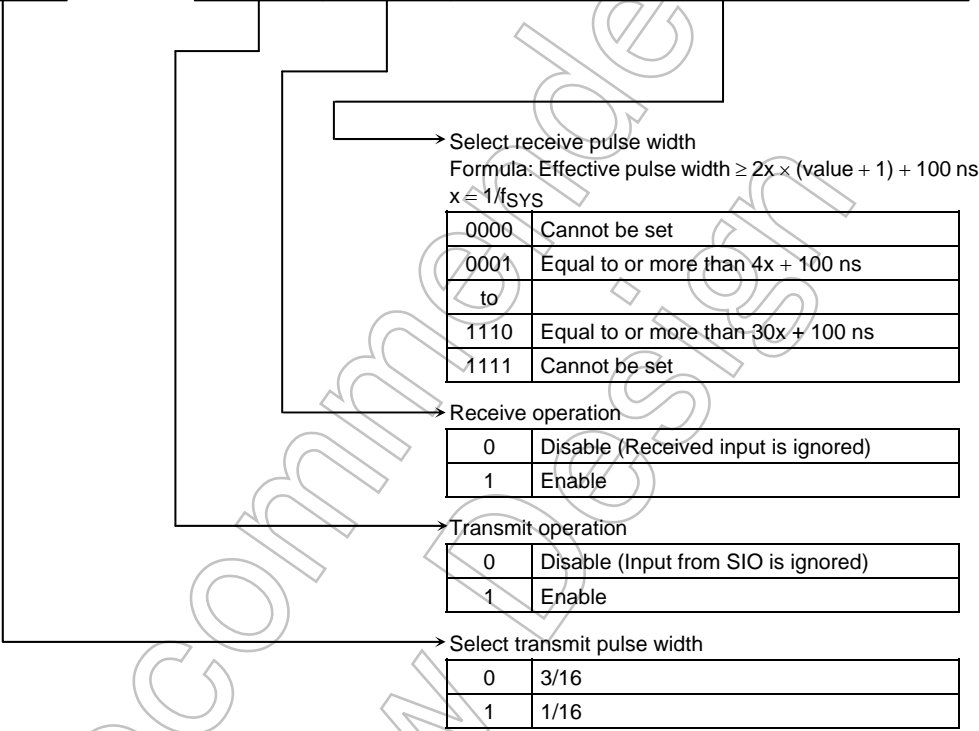 Select receive pulse width
Formula: Effective pulse width ≥ 2x × (value + 1) + 100 ns
x = 1/fSYS
0000 Cannot be set
0001 Equal to or more than 4x + 100 ns
to
1110 Equal to or more than 30x + 100 ns
1111 Cannot be set
Receive operation
0 Disable (Received input is ignored)
1 Enable
Transmit operation
0 Disable (Input from SIO is ignored)
1 Enable
Select transmit pulse width
0 3/16
1 1/16
ecommende
w Design